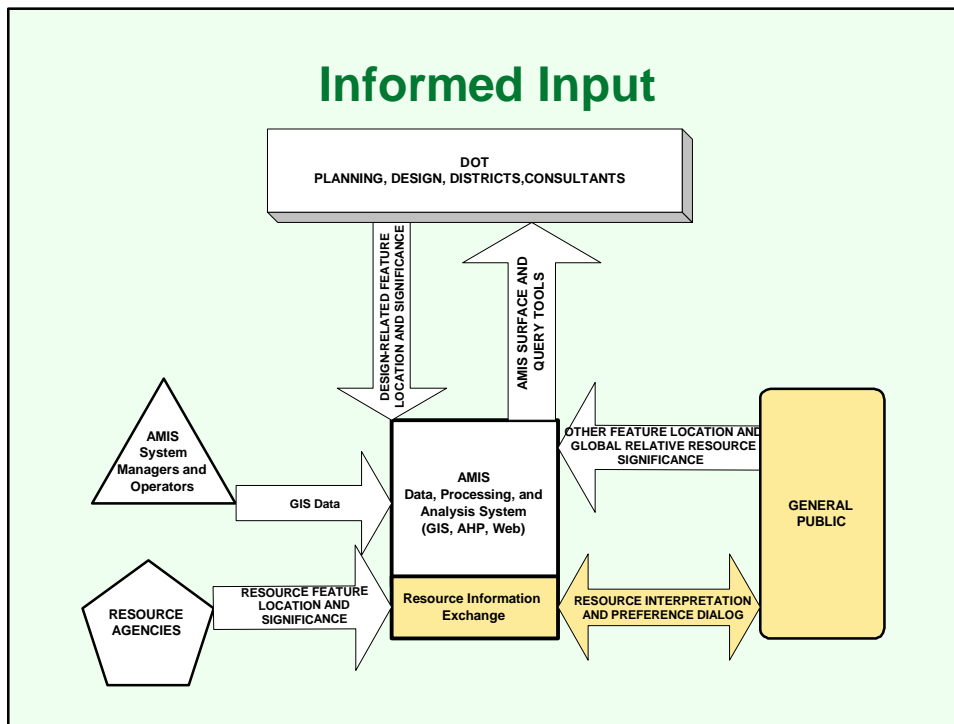 Informed Input
DOT
PLANNING, DESIGN, DISTRICTS,CONSULTANTS
DESIGN-RELATED FEATURE
LOCATION AND SIGNIFICANCE
AMIS SURFACE AND
QUERY TOOLS
AMIS
System
Managers and
Operators
GIS Data
AMIS
Data, Processing, and
Analysis System
(GIS, AHP, Web)
OTHER FEATURE LOCATION AND
GLOBAL RELATIVE RESOURCE
SIGNIFICANCE
GENERAL
PUBLIC
RESOURCE
AGENCIES
RESOURCE FEATURE
LOCATION AND
SIGNIFICANCE
Resource Information
Exchange
RESOURCE INTERPRETATION
AND PREFERENCE DIALOG